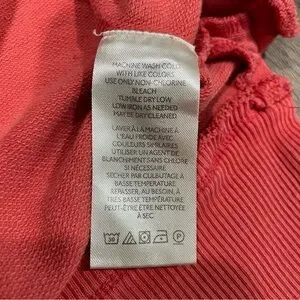 MACHINE WASH COLD
WITH LIKE COLORS
USE ONLY NON-CHLORINE
BLEACH
TUMBLE DRY LOW
LOW IRON AS NEEDED
MAY BE DRY CLEANED
LAVER À LA MACHINE À
L'EAU FROIDE AVEC
COULEURS SIMILAIRES
UTILISER UN AGENT DE
BLANCHIMENT SANS CHLORE
SI NÉCESSAIRE
SÉCHER PAR CULBUTAGE À
BASSE TEMPÉRATURE
REPASSER, AU BESOIN, À
TRÈS BASSE TEMPÉRATURE
PEUT-ÊTRE NETTOYÉE
À SEC
30 P